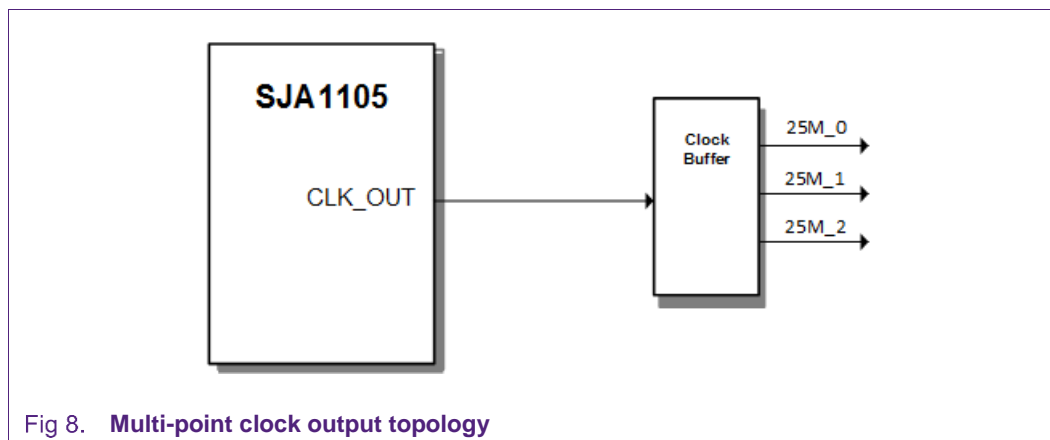 SJA1105
CLK_OUT
Clock
Buffer
25M_0
25M_1
25M_2
Fig 8. Multi-point clock output topology